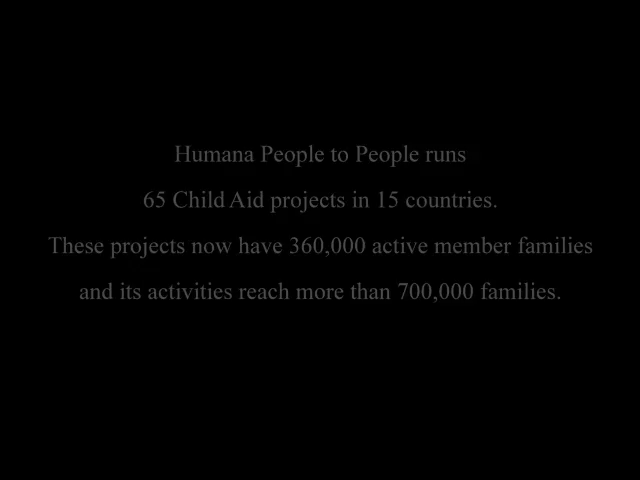 Humana People to People runs
65 Child Aid projects in 15 countries.
These projects now have 360,000 active member families
and its activities reach more than 700,000 families.